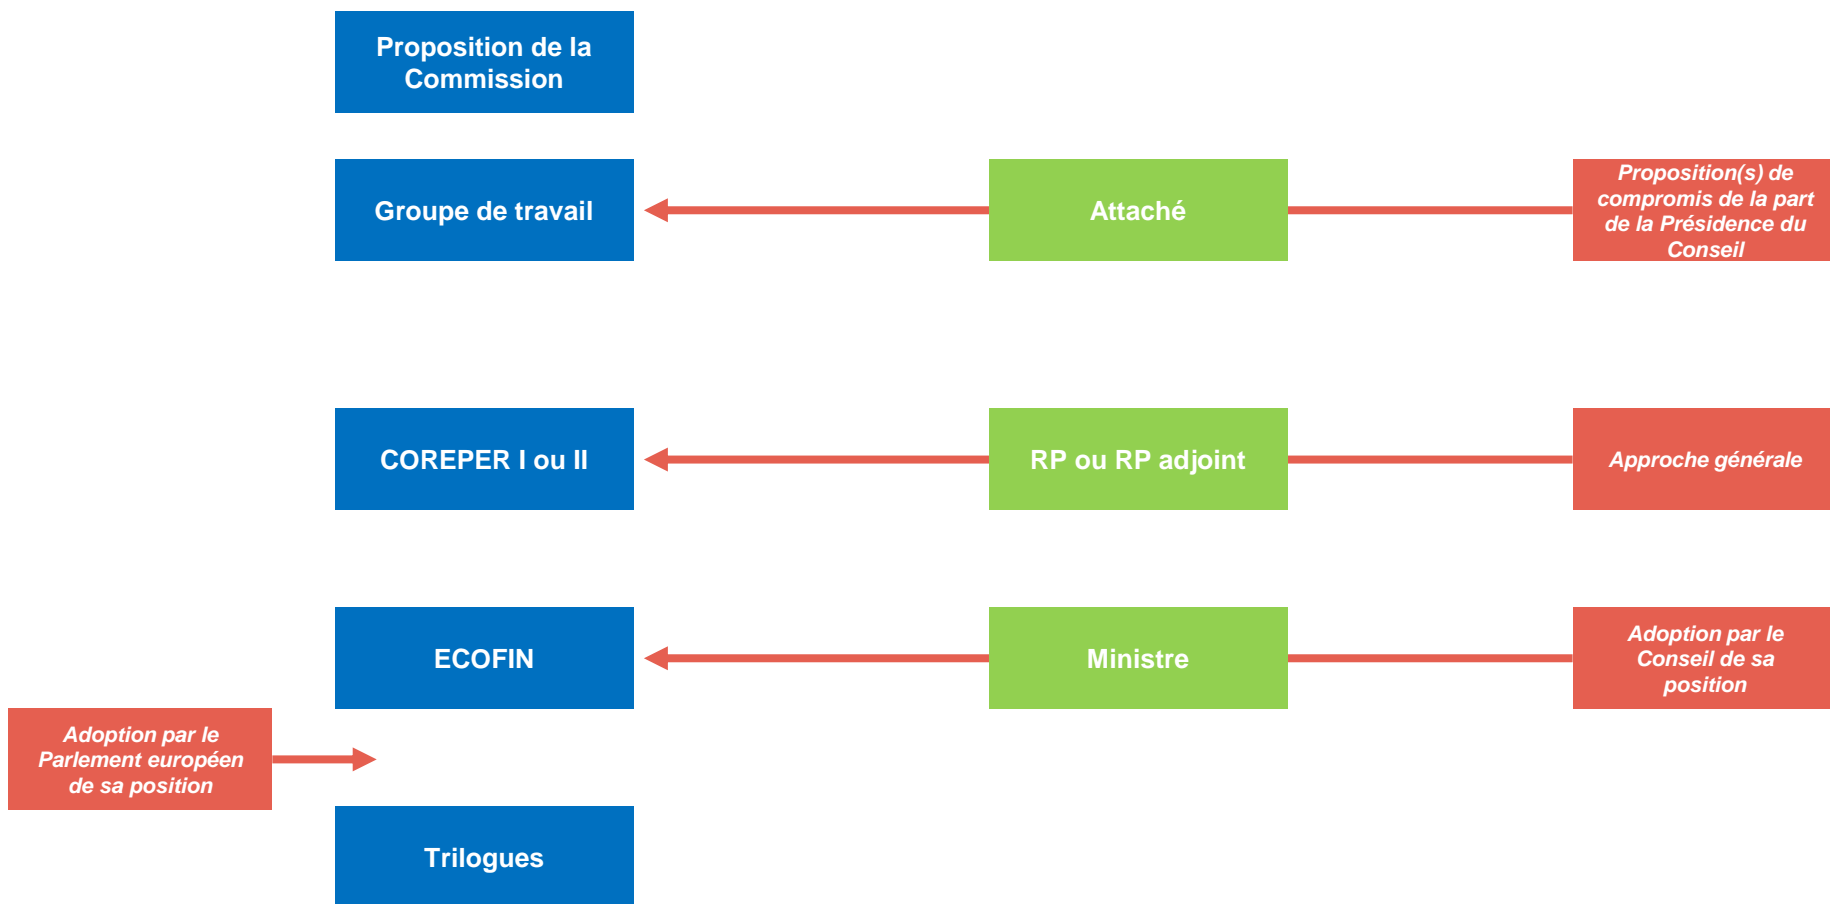 Proposition de la
Commission
Groupe de travail
Attaché
Proposition(s) de
compromis de la part
de la Présidence du
Conseil
COREPER I ou II
RP ou RP adjoint
Approche générale
ECOFIN
Ministre
Adoption par le
Conseil de sa
position
Adoption par le
Parlement européen
de sa position
Trilogues